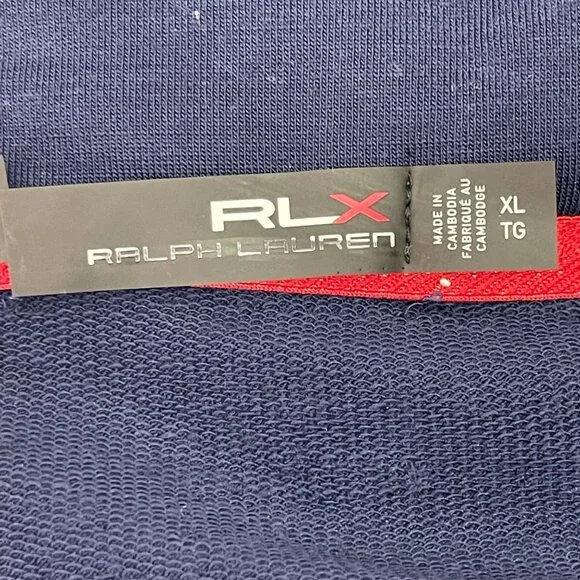 RLX
RALPH LAUREN
MADE IN
CAMBODIA
FABRIQUÉ AU
CAMBODGE
XL
TG